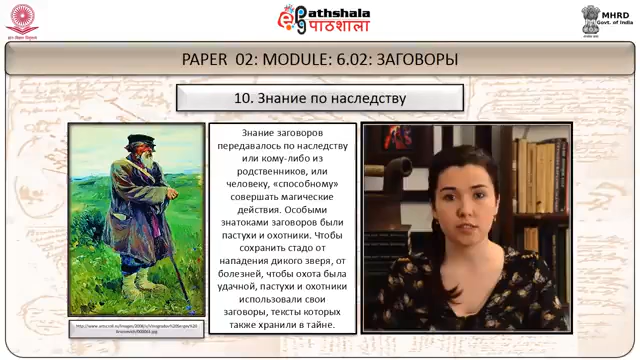 ePathshala
पाठशाला
MHRD
Govt. of India
PAPER 02: MODULE: 6.02: ЗАГОВОРЫ
10. Знание по наследству
Знание заговоров
передавалось по наследству
или кому-либо из
родственников, или
человеку, «способному»
совершать магические
действия. Особыми
знатоками заговоров были
пастухи и охотники. Чтобы
сохранить стадо от
нападения дикого зверя, от
болезней, чтобы охота была
удачной, пастухи и охотники
использовали свои
заговоры, тексты которых
также хранили в тайне.